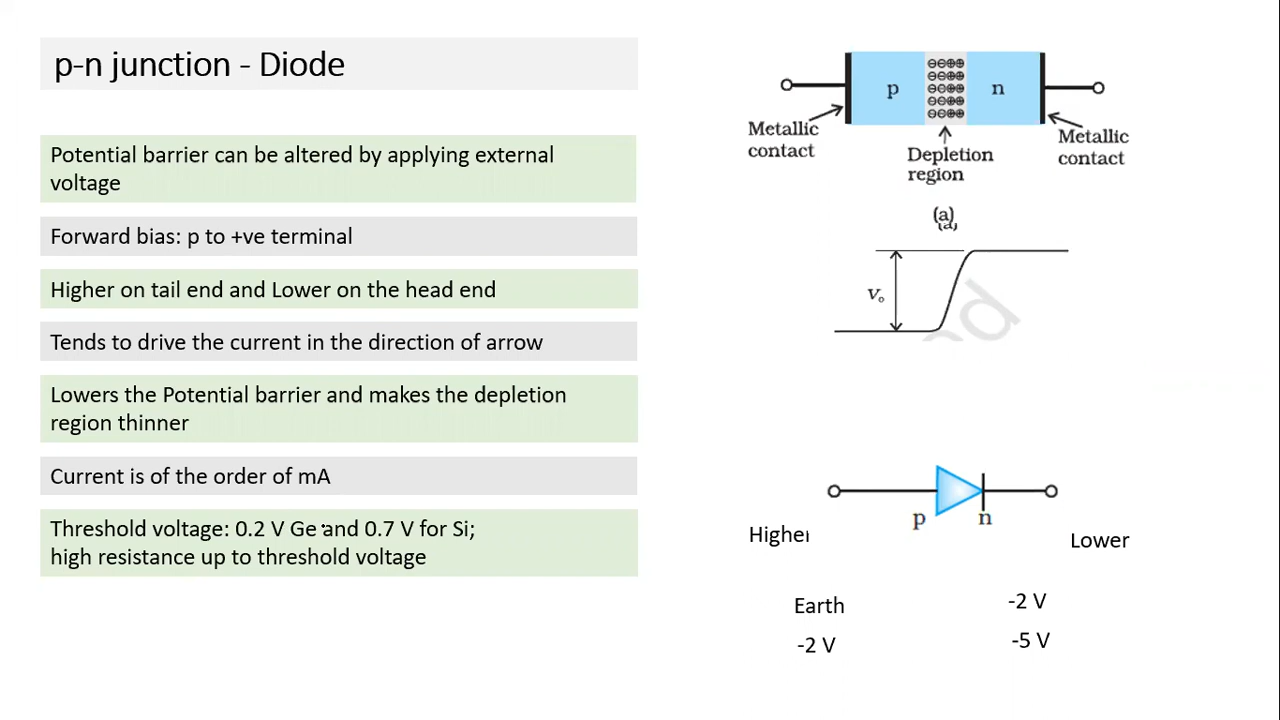 p-n junction - Diode
Potential barrier can be altered by applying external
voltage
Forward bias: p to +ve terminal
Higher on tail end and Lower on the head end
Tends to drive the current in the direction of arrow
Lowers the Potential barrier and makes the depletion
region thinner
Current is of the order of mA
Threshold voltage: 0.2 V Ge and 0.7 V for Si;
high resistance up to threshold voltage
p
n
Metallic
contact
Depletion
region
Metallic
contact
(a)
Vo
p
n
Higher
Lower
Earth
-2 V
-2 V
-5 V